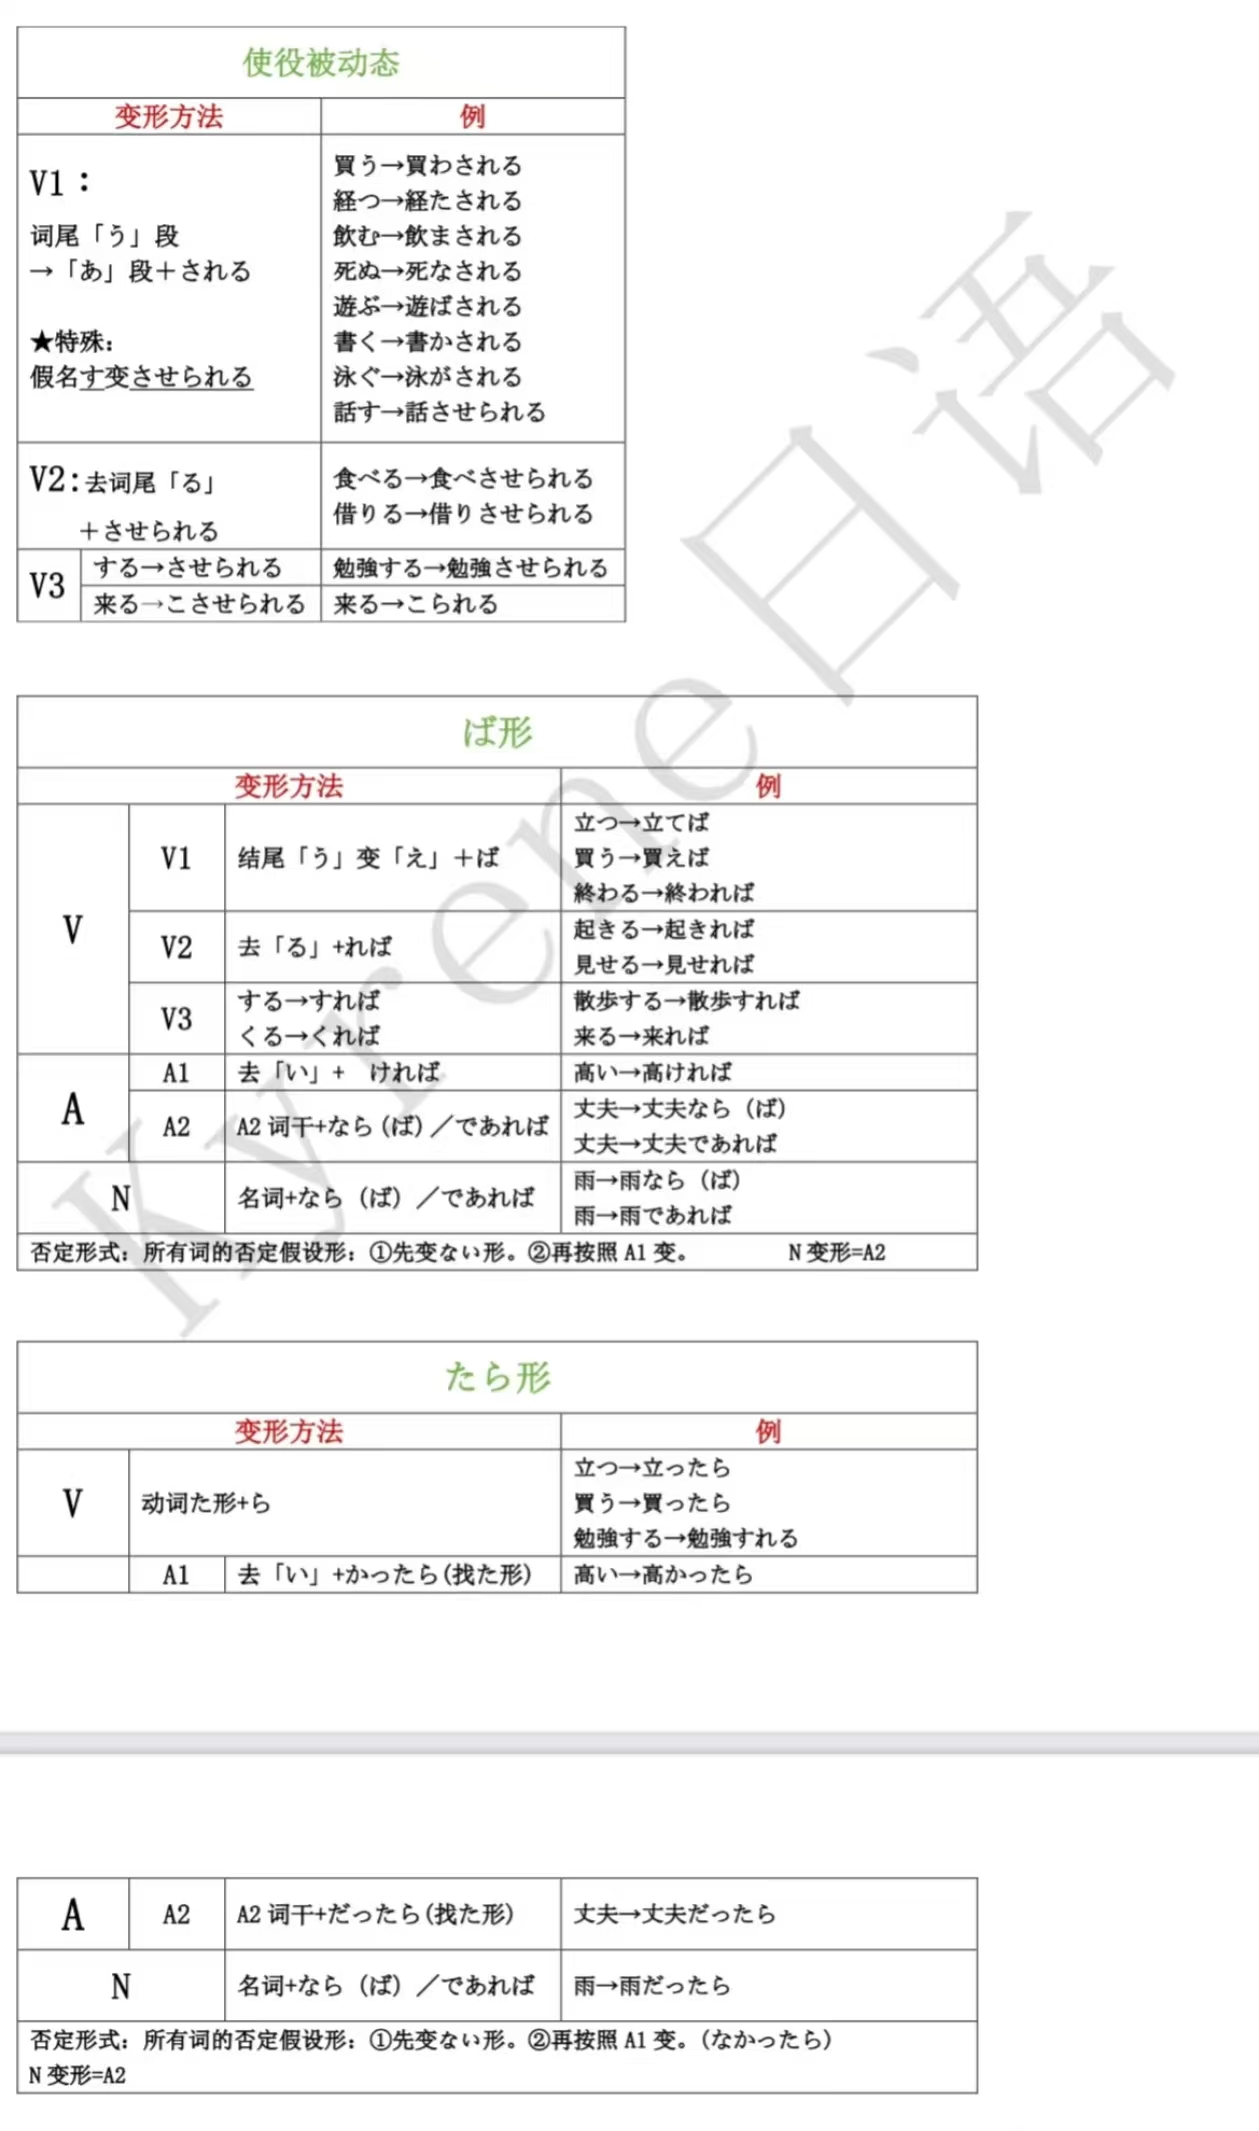 使役被动态
变形方法
例
V1：
词尾「う」段
→「あ」段＋される
★特殊：
假名す变させられる
買う→買わされる
経つ→経たされる
飲む→飲まされる
死ぬ→死なされる
遊ぶ→遊ばされる
書く→書かされる
泳ぐ→泳がされる
話す→話させられる
V2：去词尾「る」
＋させられる
食べる→食べさせられる
借りる→借りさせられる
V3
する→させられる
勉強する→勉強させられる
来る→こさせられる
来る→こられる
ば形
变形方法
例
V
V1
结尾「う」变「え」＋ば
立つ→立てば
買う→買えば
終わる→終われば
V2
去「る」+れば
起きる→起きれば
見せる→見せれば
V3
する→すれば
くる→くれば
散歩する→散歩すれば
来る→来れば
A
A1
去「い」+ ければ
高い→高ければ
A2
A2 词干+なら(ば)／であれば
丈夫→丈夫なら（ば）
丈夫→丈夫であれば
N
名词+なら（ば）／であれば
雨→雨なら（ば）
雨→雨であれば
否定形式：所有词的否定假设形：①先变ない形。②再按照 A1 变。 N 变形=A2
たら形
变形方法
例
V
动词た形+ら
立つ→立ったら
買う→買ったら
勉強する→勉強すれる
A1
去「い」+かったら(找た形)
高い→高かったら
A
A2
A2 词干+だったら(找た形)
丈夫→丈夫だったら
N
名词+なら（ば）／であれば
雨→雨だったら
否定形式：所有词的否定假设形：①先变ない形。②再按照 A1 变。(なかったら)
N 变形=A2
Kyrene日语